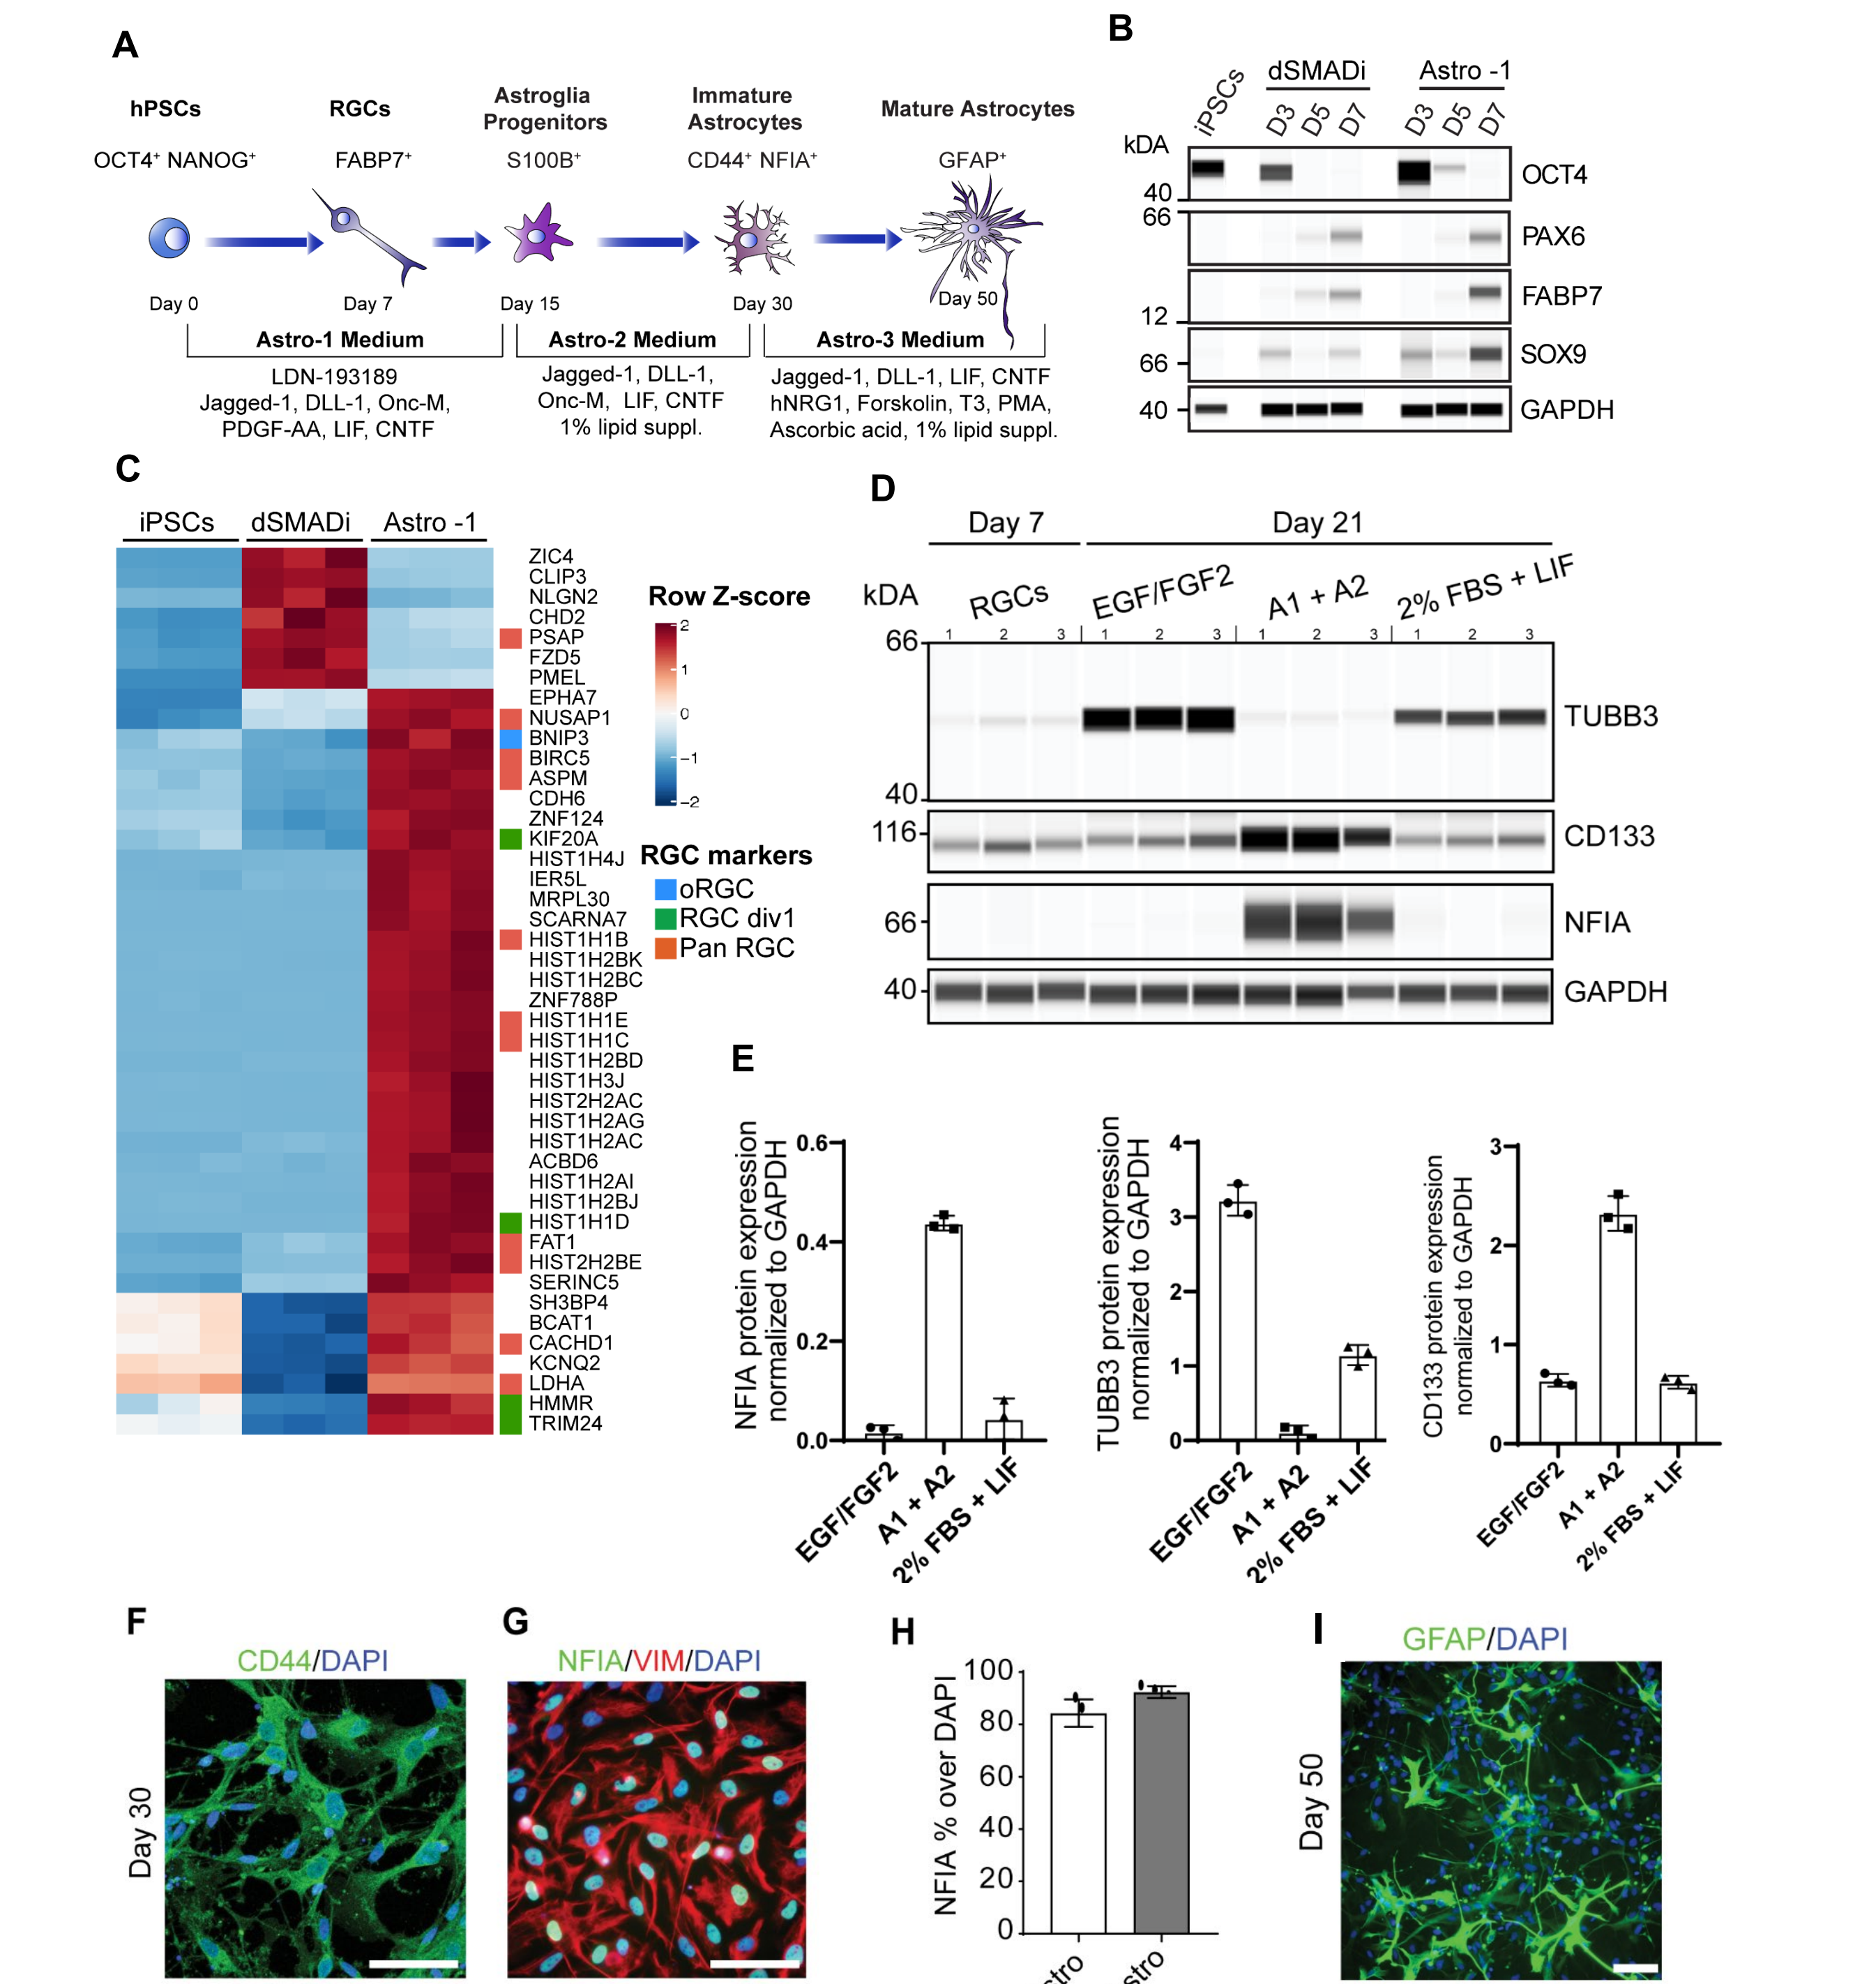 A
hPSCs
OCT4+ NANOG+
RGCs
FABP7+
Astroglia
Progenitors
S100B+
Immature
Astrocytes
CD44+ NFIA+
Mature Astrocytes
GFAP+
Day 0
Day 7
Day 15
Day 30
Day 50
Astro-1 Medium
LDN-193189
Jagged-1, DLL-1, Onc-M,
PDGF-AA, LIF, CNTF
Astro-2 Medium
Jagged-1, DLL-1,
Onc-M, LIF, CNTF
1% lipid suppl.
Astro-3 Medium
Jagged-1, DLL-1, LIF, CNTF
hNRG1, Forskolin, T3, PMA,
Ascorbic acid, 1% lipid suppl.
B
iPSCs
dSMADi
D3 D5 D7
Astro -1
D3 D5 D7
kDA
40
OCT4
66
PAX6
12
FABP7
66
SOX9
40
GAPDH
C
iPSCs dSMADi Astro -1
ZIC4
CLIP3
NLGN2
CHD2
PSAP
FZD5
PMEL
EPHA7
NUSAP1
BNIP3
BIRC5
ASPM
CDH6
ZNF124
KIF20A
HIST1H4J
IER5L
MRPL30
SCARNA7
HIST1H1B
HIST1H2BK
HIST1H2BC
ZNF788P
HIST1H1E
HIST1H1C
HIST1H2BD
HIST1H3J
HIST2H2AC
HIST1H2AG
HIST1H2AC
ACBD6
HIST1H2AI
HIST1H2BJ
HIST1H1D
FAT1
HIST2H2BE
SERINC5
SH3BP4
BCAT1
CACHD1
KCNQ2
LDHA
HMMR
TRIM24
Row Z-score
2
1
0
−1
−2
RGC markers
oRGC
RGC div1
Pan RGC
D
Day 7
Day 21
kDA
RGCs
EGF/FGF2
A1 + A2
2% FBS + LIF
1 2 3 1 2 3 1 2 3 1 2 3
66
TUBB3
40
116
CD133
66
NFIA
40
GAPDH
E
NFIA protein expression
normalized to GAPDH
0.6
0.4
0.2
0.0
EGF/FGF2
A1 + A2
2% FBS + LIF
TUBB3 protein expression
normalized to GAPDH
4
3
2
1
0
EGF/FGF2
A1 + A2
2% FBS + LIF
CD133 protein expression
normalized to GAPDH
3
2
1
0
EGF/FGF2
A1 + A2
2% FBS + LIF
F
CD44/DAPI
Day 30
G
NFIA/VIM/DAPI
H
NFIA % over DAPI
100
80
60
40
20
0
I
GFAP/DAPI
Day 50